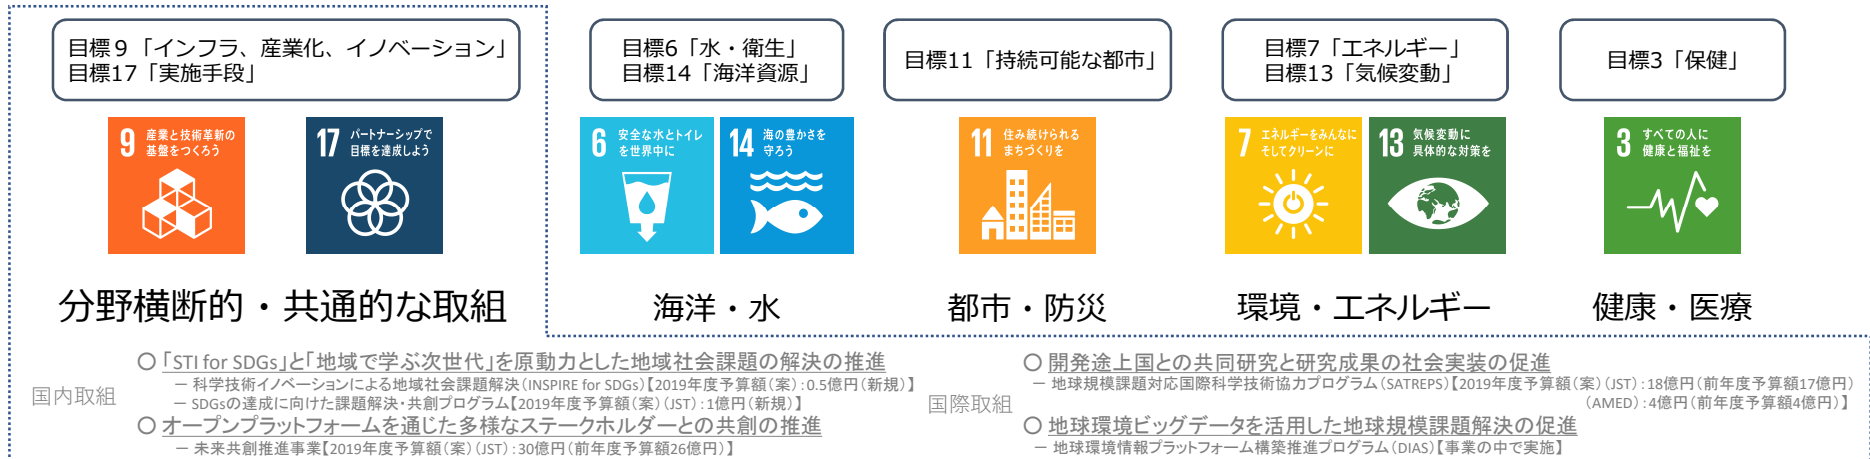 目標９「インフラ、産業化、イノベーション」
目標17「実施手段」
目標6「水・衛生」
目標14「海洋資源」
目標11「持続可能な都市」
目標7「エネルギー」
目標13「気候変動」
目標3「保健」
9 産業と技術革新の
基盤をつくろう
17 パートナーシップで
目標を達成しよう
6 安全な水とトイレ
を世界中に
14 海の豊かさを
守ろう
11 住み続けられる
まちづくりを
7 エネルギーをみんなに
そしてクリーンに
13 気候変動に
具体的な対策を
3 すべての人に
健康と福祉を
分野横断的・共通的な取組
海洋・水
都市・防災
環境・エネルギー
健康・医療
国内取組
○「STI for SDGs」と「地域で学ぶ次世代」を原動力とした地域社会課題の解決の推進
－ 科学技術イノベーションによる地域社会課題解決（INSPIRE for SDGs）【2019年度予算額（案）：0.5億円（新規）】
－ SDGsの達成に向けた課題解決・共創プログラム【2019年度予算額（案）（JST）：1億円（新規）】
○ オープンプラットフォームを通じた多様なステークホルダーとの共創の推進
－ 未来共創推進事業【2019年度予算額（案）（JST）：30億円（前年度予算額26億円）】
国際取組
○ 開発途上国との共同研究と研究成果の社会実装の促進
－ 地球規模課題対応国際科学技術協力プログラム（SATREPS）【2019年度予算額（案）（JST）：18億円（前年度予算額17億円）
（AMED）：4億円（前年度予算額4億円）】
○ 地球環境ビッグデータを活用した地球規模課題解決の促進
－ 地球環境情報プラットフォーム構築推進プログラム（DIAS）【事業の中で実施】